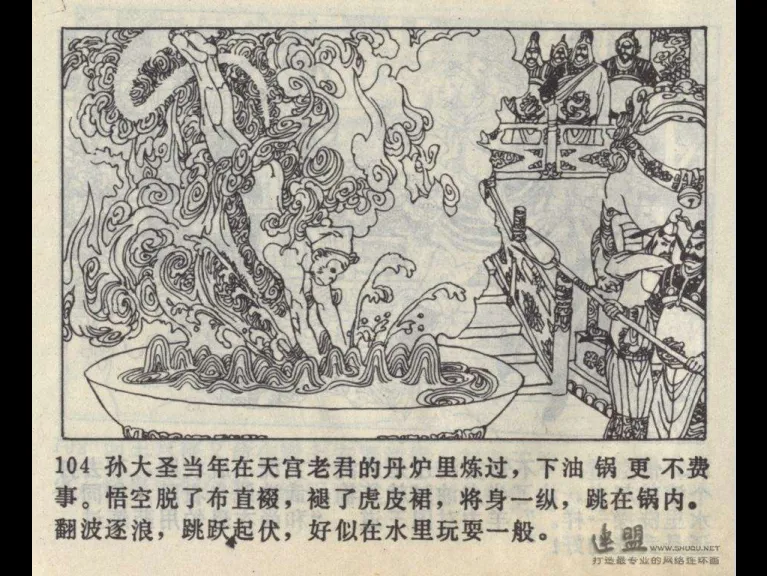 104 孙大圣当年在天宫老君的丹炉里炼过，下油锅更不费
事。悟空脱了布直裰，褪了虎皮裙，将身一纵，跳在锅内。
翻波逐浪，跳跃起伏，好似在水里玩耍一般。
连盟 WWW.SHUQU.NET
打造最专业的网络连环画